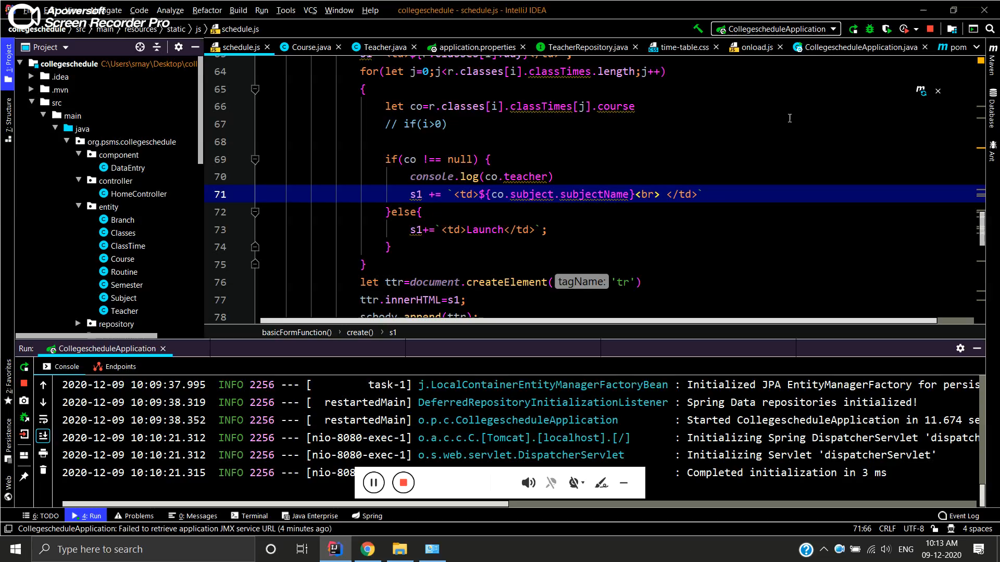 Apowersoft
Screen Recorder Pro
Navigate Code Analyze Refactor Build Run Tools VCS Window Help collegeschedule - schedule.js - IntelliJ IDEA
collegeschedule src main resources static js schedule.js
CollegescheduleApplication
Project
schedule.js Course.java Teacher.java application.properties TeacherRepository.java time-table.css onload.js CollegescheduleApplication.java pom
collegeschedule C:\Users\srnay\Desktop\coll
.idea
.mvn
src
main
java
org.psms.collegeschedule
component
DataEntry
controller
HomeController
entity
Branch
Classes
ClassTime
Course
Routine
Semester
Subject
Teacher
repository
1: Project
7: Structure
2: Favorites
Persistence
Web
Maven
Database
Ant
64 for(let j=0;j<r.classes[i].classTimes.length;j++)
65 {
66 let co=r.classes[i].classTimes[j].course
67 // if(i>0)
68
69 if(co !== null) {
70 console.log(co.teacher)
71 s1 += `<td>${co.subject.subjectName}<br> </td>`
72 }else{
73 s1+=`<td>Launch</td>`;
74 }
75 }
76 let ttr=document.createElement( tagName: 'tr')
77 ttr.innerHTML=s1;
78 schody.append(ttr);
basicFormFunction() create() s1
Run: CollegescheduleApplication
Console Endpoints
2020-12-09 10:09:37.995 INFO 2256 --- [ task-1] j.LocalContainerEntityManagerFactoryBean : Initialized JPA EntityManagerFactory for persis
2020-12-09 10:09:38.319 INFO 2256 --- [ restartedMain] DeferredRepositoryInitializationListener : Spring Data repositories initialized!
2020-12-09 10:09:38.352 INFO 2256 --- [ restartedMain] o.p.c.CollegescheduleApplication : Started CollegescheduleApplication in 11.674 se
2020-12-09 10:10:21.312 INFO 2256 --- [nio-8080-exec-1] o.a.c.c.C.[Tomcat].[localhost].[/] : Initializing Spring DispatcherServlet 'dispatch
2020-12-09 10:10:21.312 INFO 2256 --- [nio-8080-exec-1] o.s.web.servlet.DispatcherServlet : Initializing Servlet 'dispatcherServlet'
2020-12-09 10:10:21.315 INFO 2256 --- [nio-808 : Completed initialization in 3 ms
6: TODO 4: Run Problems 0: Messages Terminal Java Enterprise Spring Event Log
CollegescheduleApplication: Failed to retrieve application JMX service URL (4 minutes ago) 71:66 CRLF UTF-8 4 spaces
Type here to search
ENG
10:13 AM
09-12-2020